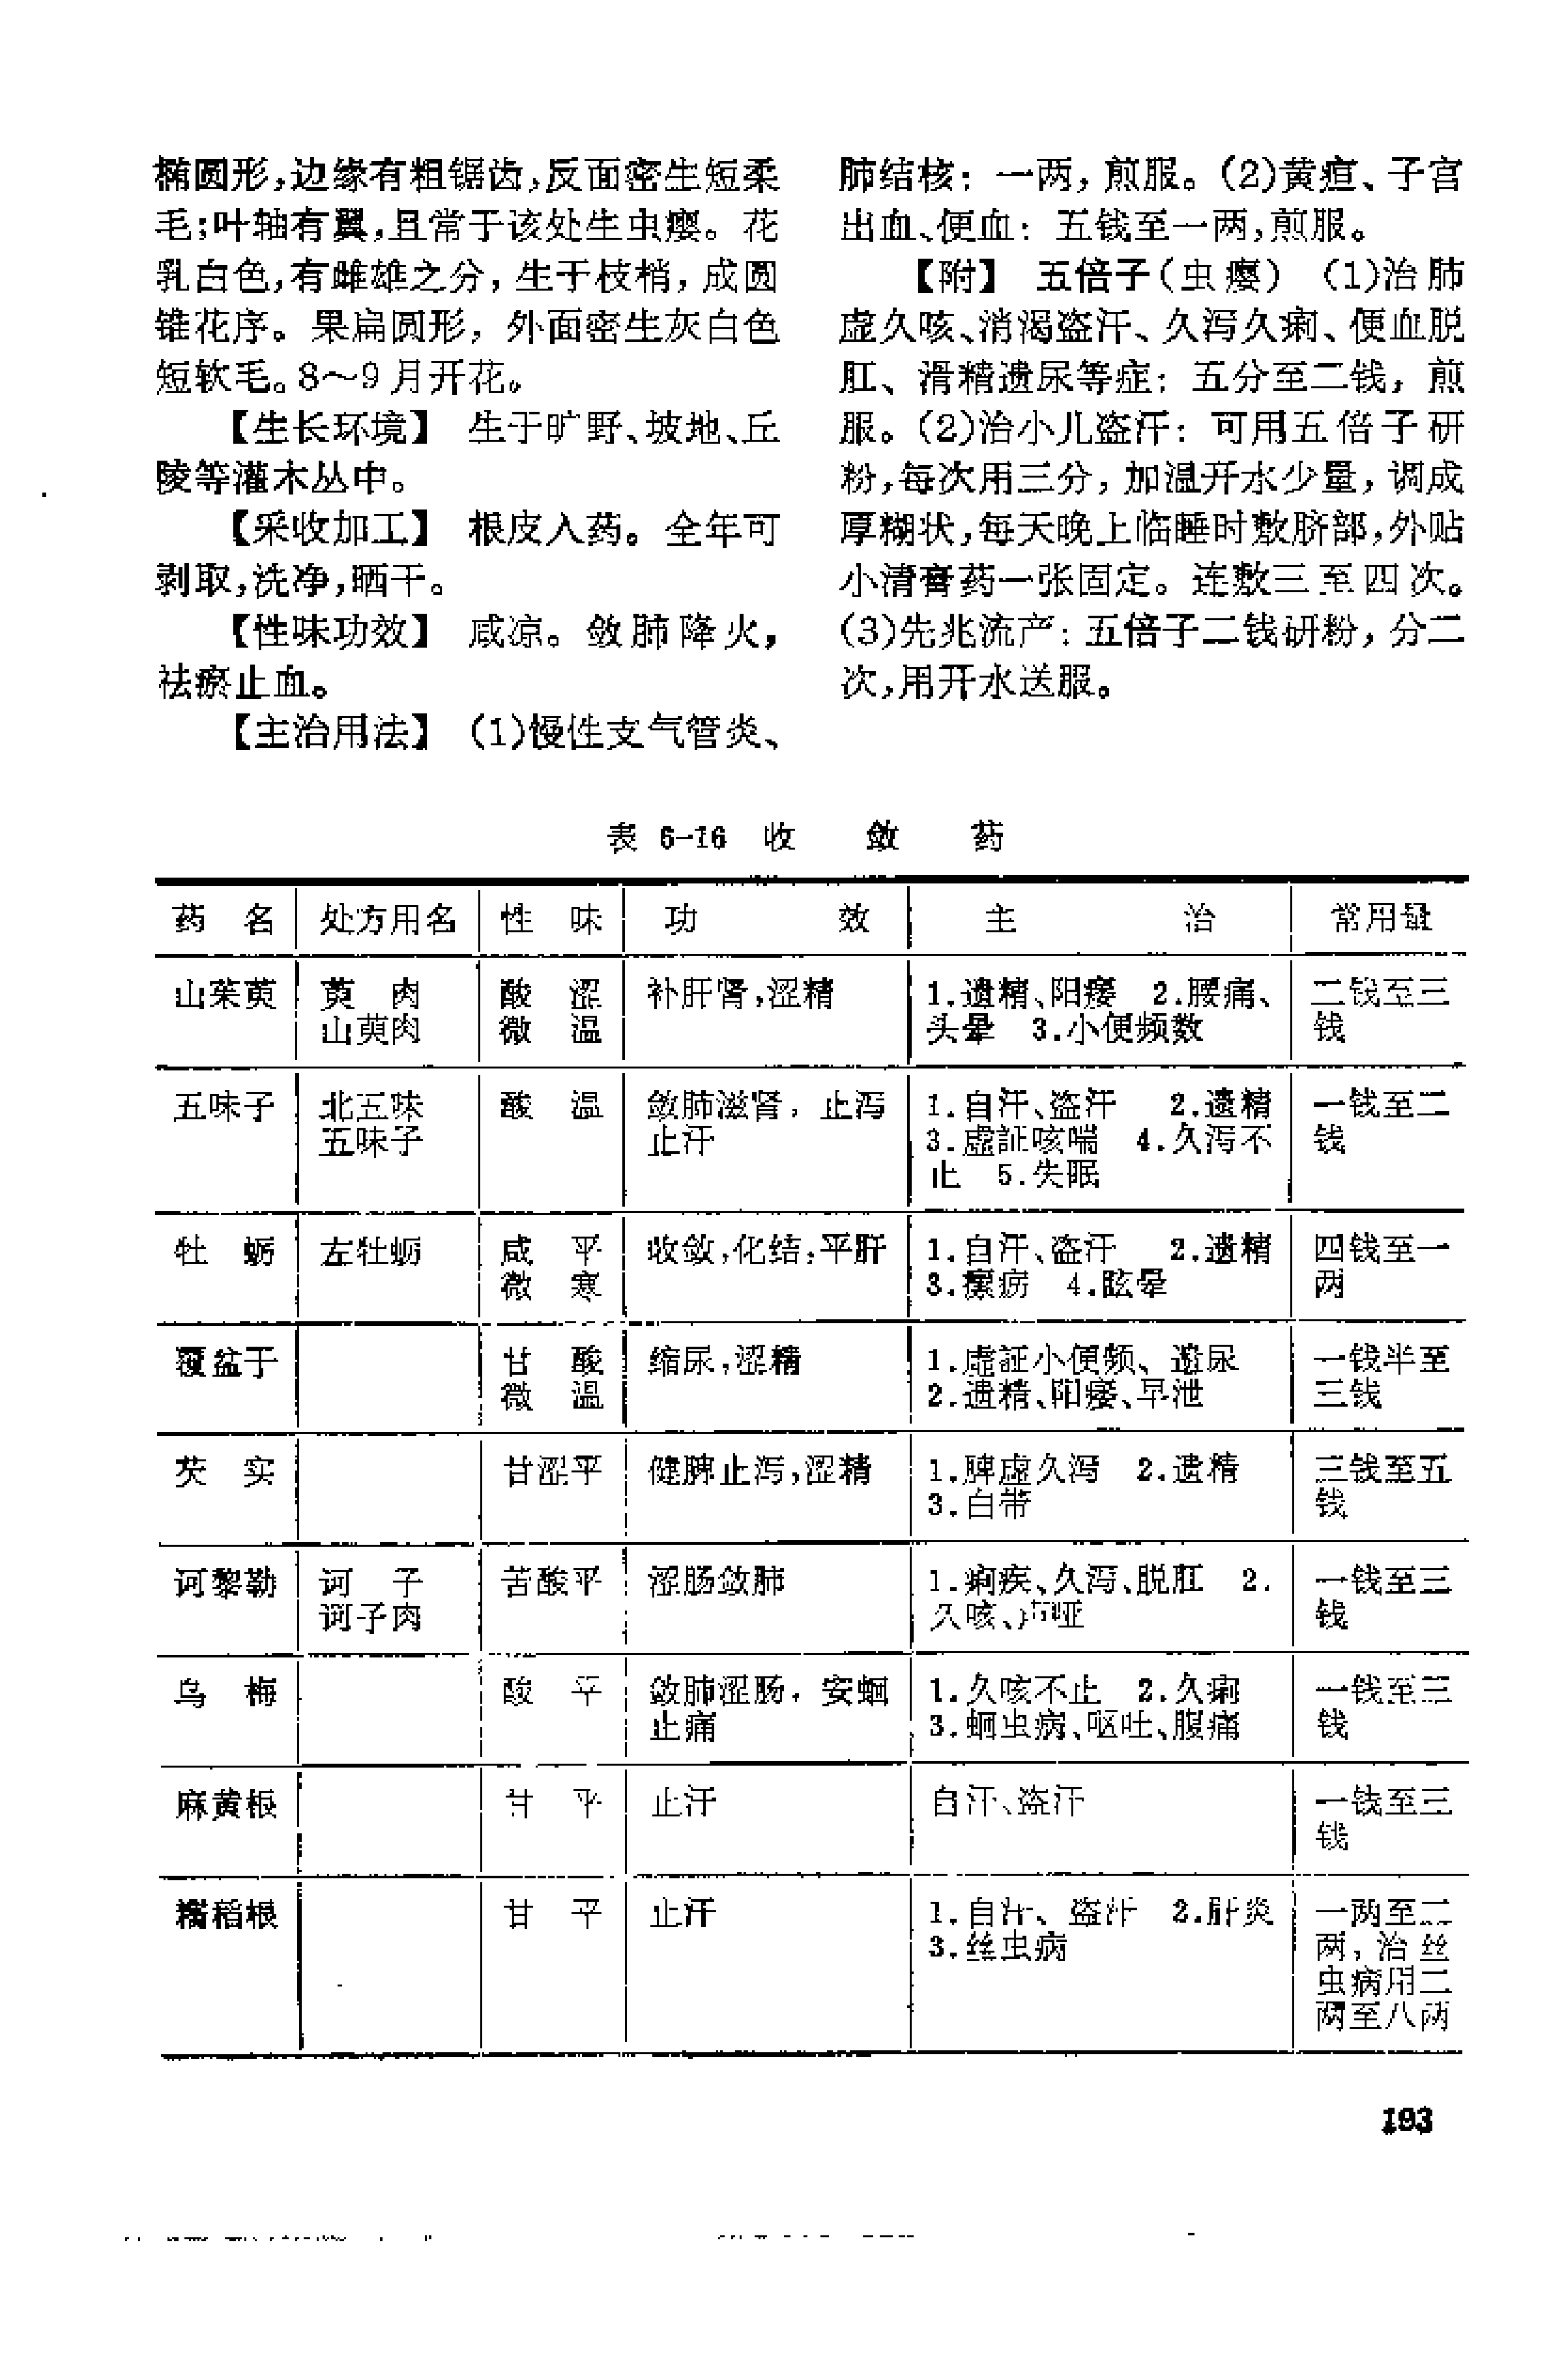 椭圆形,边缘有粗锯齿,反面密生短柔
毛;叶轴有翼,且常于该处生虫瘿。花
乳白色,有雌雄之分,生于枝梢,成圆
锥花序。果扁圆形,外面密生灰白色
短软毛。8～9月开花。
【生长环境】 生于旷野、坡地、丘
陵等灌木丛中。
【采收加工】 根皮入药。全年可
剥取,洗净,晒干。
【性味功效】 咸凉。敛肺降火,
祛瘀止血。
【主治用法】 (1)慢性支气管炎、
肺结核：一两,煎服。(2)黄疸、子宫
出血、便血：五钱至一两,煎服。
【附】 五倍子(虫瘿) (1)治肺
虚久咳、消渴盗汗、久泻久痢、便血脱
肛、滑精遗尿等症：五分至二钱,煎
服。(2)治小儿盗汗：可用五倍子研
粉,每次用三分,加温开水少量,调成
厚糊状,每天晚上临睡时敷脐部,外贴
小清膏药一张固定。连敷三至四次。
(3)先兆流产：五倍子二钱研粉,分二
次,用开水送服。
表 6-16 收 敛 药
药 名 处方用名 性 味 功 效 主 治 常用量
山茱萸 萸 肉 酸 涩 补肝肾,涩精 1.遗精、阳痿 2.腰痛、 二钱至三
山萸肉 微 温 头晕 3.小便频数 钱
五味子 北五味 酸 温 敛肺滋肾,止泻 1.自汗、盗汗 2.遗精 一钱至二
五味子 止汗 3.虚証咳喘 4.久泻不 钱
止 5.失眠
牡 蛎 左牡蛎 咸 平 收敛,化结,平肝 1.自汗、盗汗 2.遗精 四钱至一
微 寒 3.瘰疬 4.眩晕 两
覆盆子 甘 酸 缩尿,涩精 1.虚証小便频、遗尿 一钱半至
微 温 2.遗精、阳痿、早泄 三钱
芡 实 甘涩平 健脾止泻,涩精 1.脾虚久泻 2.遗精 三钱至五
3.白带 钱
诃黎勒 诃 子 苦酸平 涩肠敛肺 1.痢疾、久泻、脱肛 2. 一钱至三
诃子肉 久咳、声哑 钱
乌 梅 酸 平 敛肺涩肠,安蛔 1.久咳不止 2.久痢 一钱至三
止痛 3.蛔虫病、呕吐、腹痛 钱
麻黄根 甘 平 止汗 自汗、盗汗 一钱至三
钱
糯稻根 甘 平 止汗 1.自汗、盗汗 2.肝炎 一两至二
3.丝虫病 两,治丝
虫病用二
两至八两
193